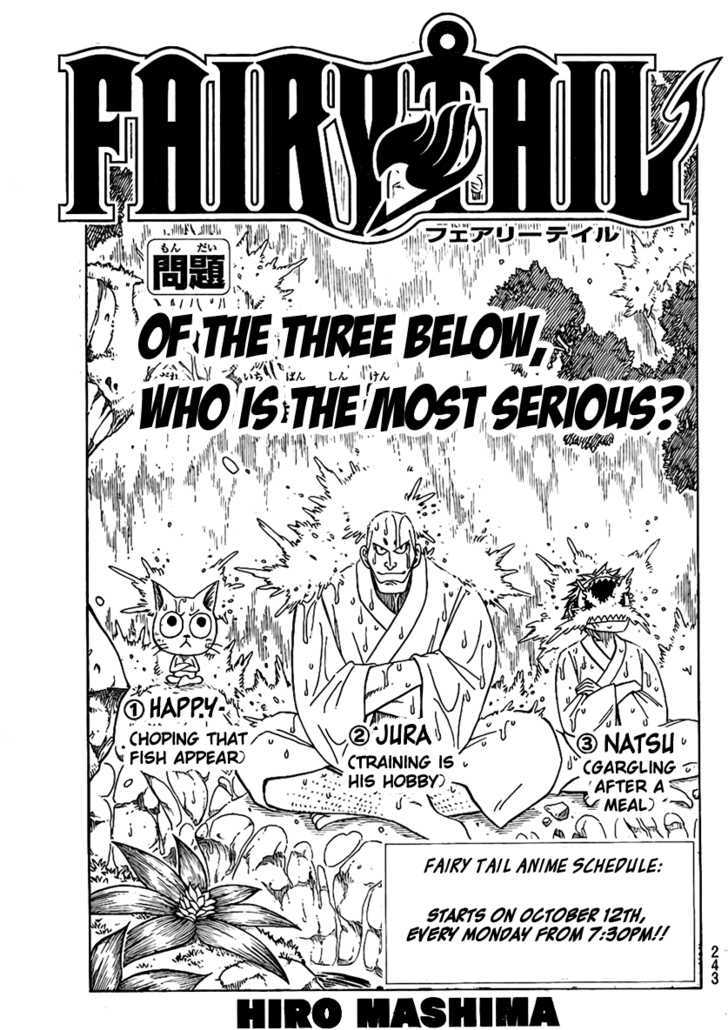 FAIRY TAIL
フェアリーテイル
もん だい
問題
OF THE THREE BELOW,
いち ばん しん けん
WHO IS THE MOST SERIOUS?
① HAPPY
(CHOPING THAT
FISH APPEAR)
② JURA
(TRAINING IS
HIS HOBBY)
③ NATSU
(GARGLING
AFTER A
MEAL)
FAIRY TAIL ANIME SCHEDULE:
STARTS ON OCTOBER 12TH,
EVERY MONDAY FROM 7:30PM!!
243
HIRO MASHIMA